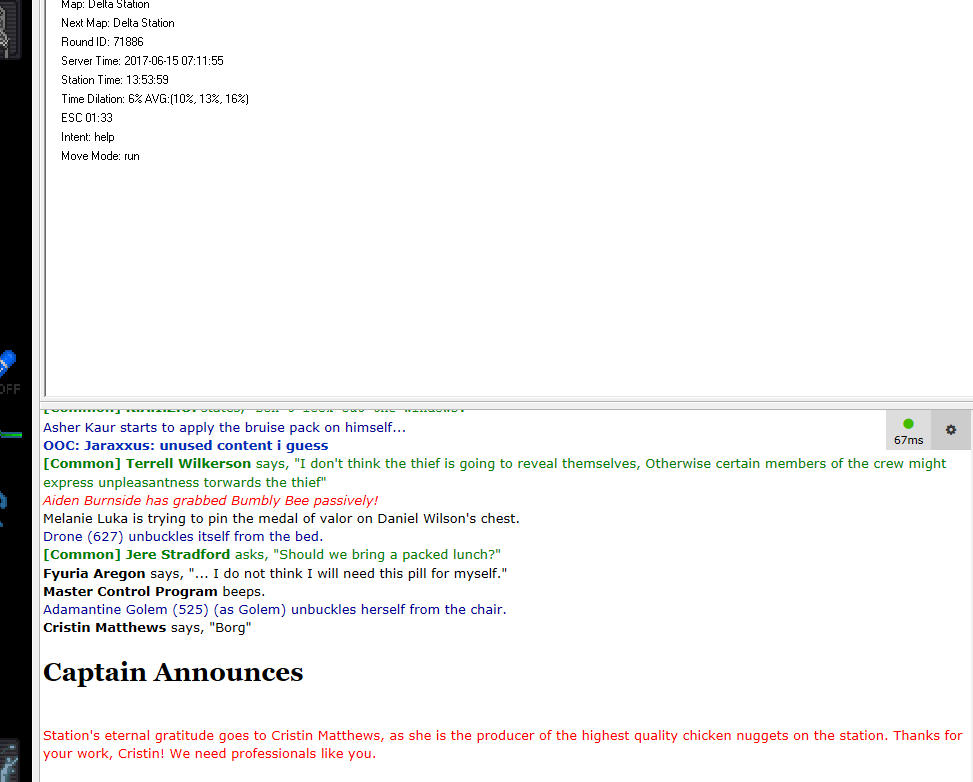 Map: Delta Station
Next Map: Delta Station
Round ID: 71886
Server Time: 2017-06-15 07:11:55
Station Time: 13:53:59
Time Dilation: 6% AVG:(10%, 13%, 16%)
ESC 01:33
Intent: help
Move Mode: run
OFF
67ms
Asher Kaur starts to apply the bruise pack on himself...
OOC: Jaraxxus: unused content i guess
[Common] Terrell Wilkerson says, "I don't think the thief is going to reveal themselves, Otherwise certain members of the crew might
express unpleasantness torwards the thief"
Aiden Burnside has grabbed Bumbly Bee passively!
Melanie Luka is trying to pin the medal of valor on Daniel Wilson's chest.
Drone (627) unbuckles itself from the bed.
[Common] Jere Stradford asks, "Should we bring a packed lunch?"
Fyuria Aregon says, "... I do not think I will need this pill for myself."
Master Control Program beeps.
Adamantine Golem (525) (as Golem) unbuckles herself from the chair.
Cristin Matthews says, "Borg"
Captain Announces
Station's eternal gratitude goes to Cristin Matthews, as she is the producer of the highest quality chicken nuggets on the station. Thanks for
your work, Cristin! We need professionals like you.